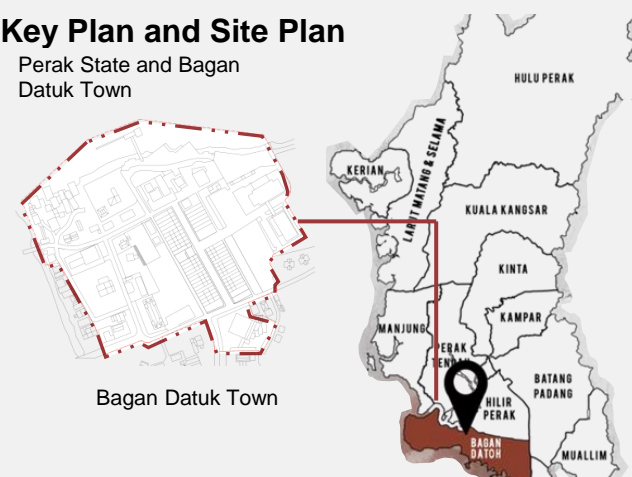 Key Plan and Site Plan
Perak State and Bagan
Datuk Town
HULU PERAK
KERIAN
LARUT MATANG & SELAMA
KUALA KANGSAR
KINTA
KAMPAR
MANJUNG
PERAK
TENGAH
BATANG
PADANG
HILIR
PERAK
BAGAN
DATOH
MUALLIM
Bagan Datuk Town